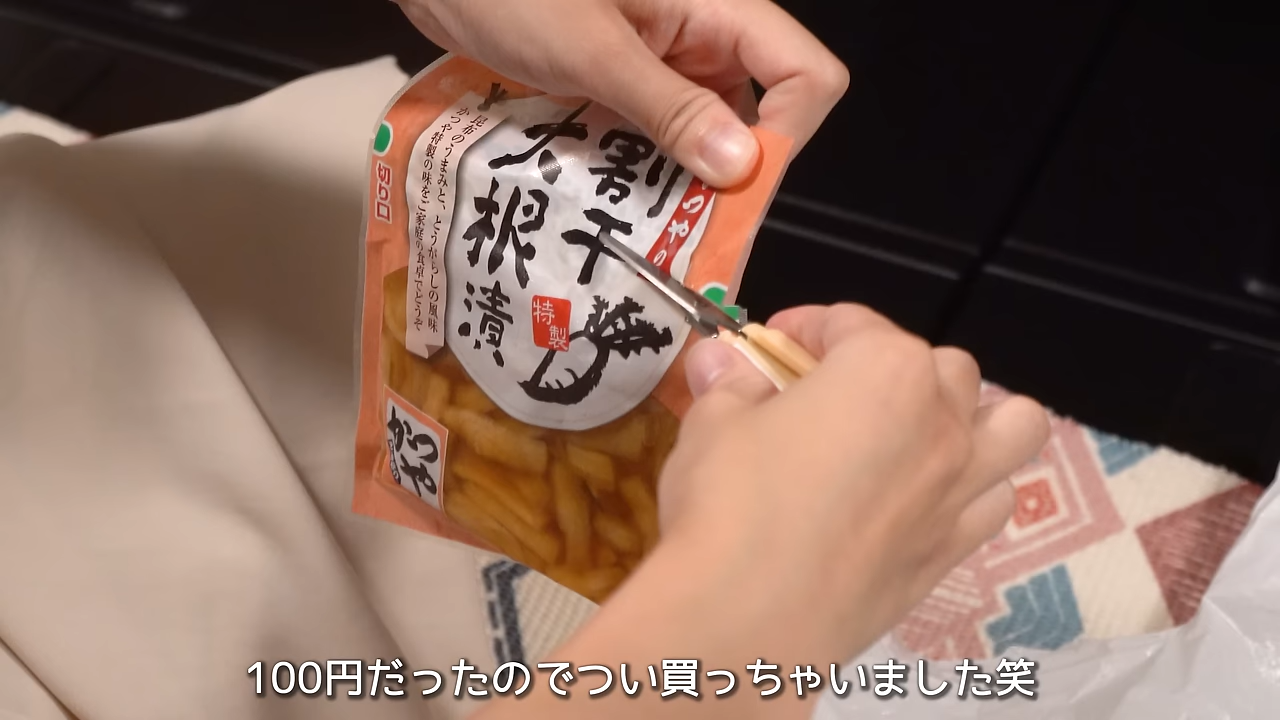 かつやの
割干
大根
漬
特製
昆布のうまみと、とうがらしの風味
かつや特製の味をご家庭の食卓でどうぞ
切り口
かつや
100円だったのでつい買っちゃいました笑